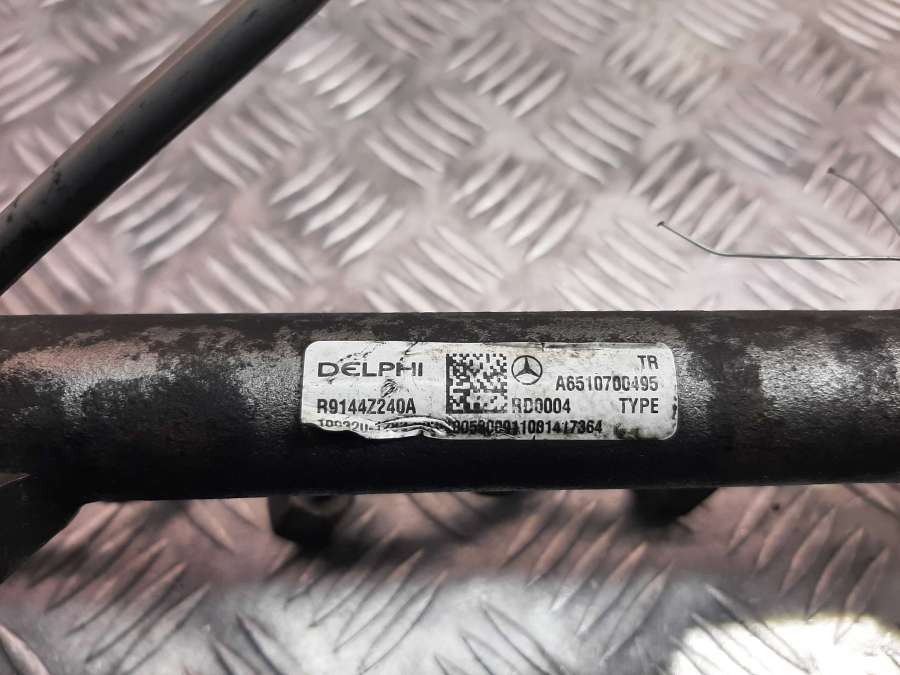 DELPHI TR
A6510700495
R9144Z240A RD0004 TYPE